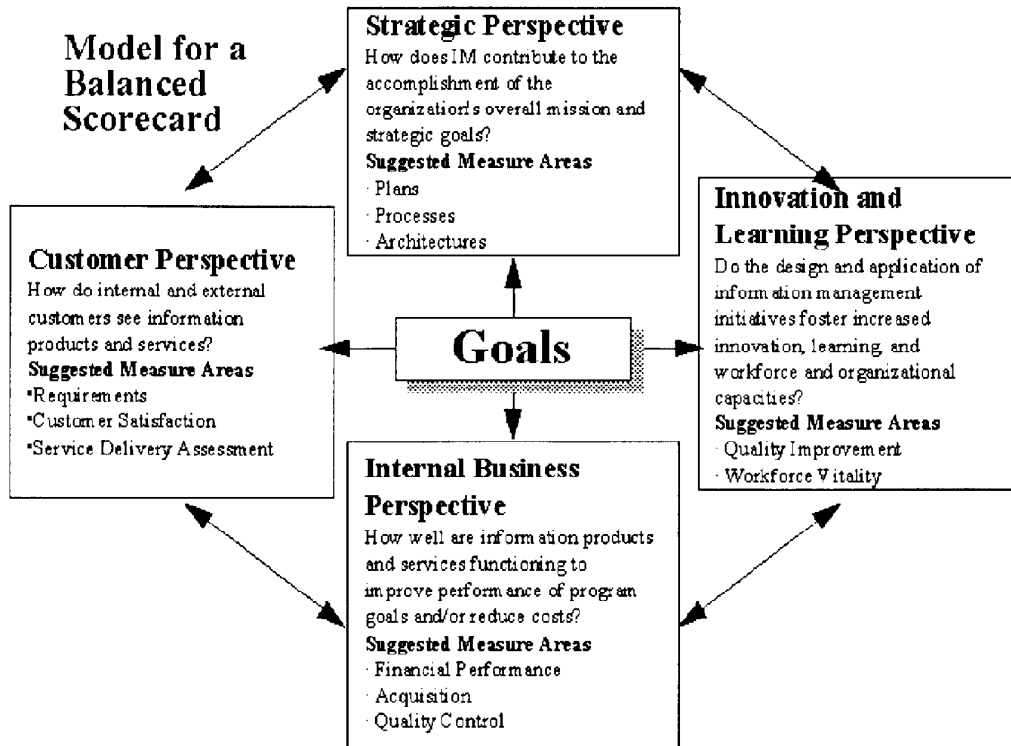 Model for a
Balanced
Scorecard
Strategic Perspective
How does IM contribute to the
accomplishment of the
organization's overall mission and
strategic goals?
Suggested Measure Areas
· Plans
· Processes
· Architectures
Customer Perspective
How do internal and external
customers see information
products and services?
Suggested Measure Areas
•Requirements
•Customer Satisfaction
•Service Delivery Assessment
Goals
Innovation and
Learning Perspective
Do the design and application of
information management
initiatives foster increased
innovation, learning, and
workforce and organizational
capacities?
Suggested Measure Areas
· Quality Improvement
· Workforce Vitality
Internal Business
Perspective
How well are information products
and services functioning to
improve performance of program
goals and/or reduce costs?
Suggested Measure Areas
· Financial Performance
· Acquisition
· Quality Control